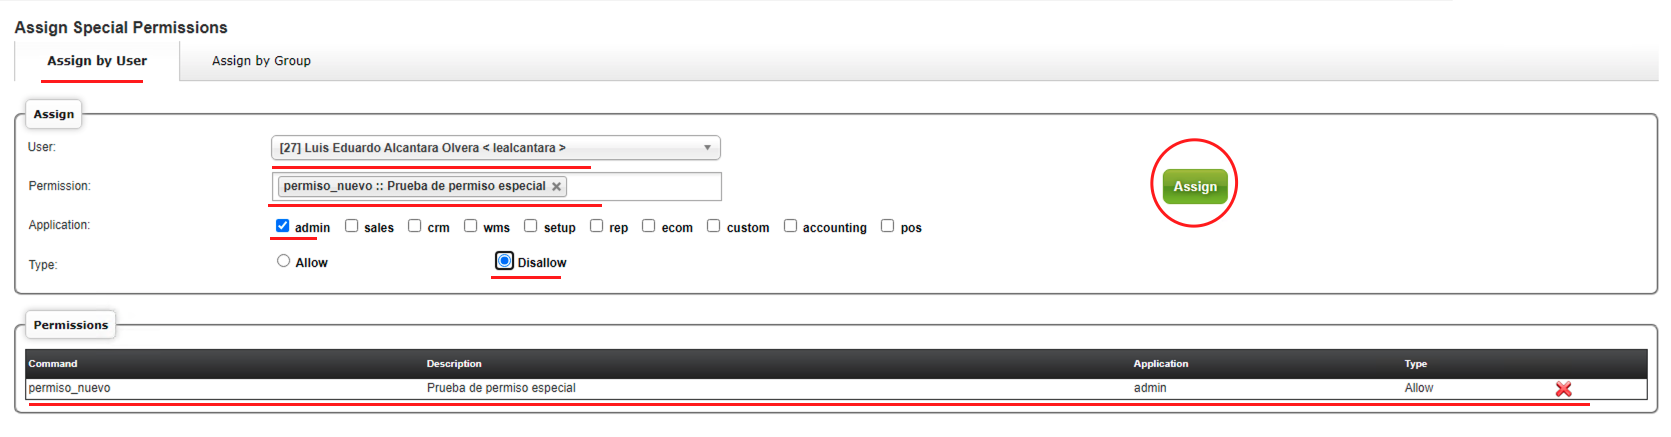 Assign Special Permissions
Assign by User Assign by Group
Assign
User: [27] Luis Eduardo Alcantara Olvera < lealcantara >
Permission: permiso_nuevo :: Prueba de permiso especial
Assign
Application: admin sales crm wms setup rep ecom custom accounting pos
Type: Allow Disallow
Permissions
Command Description Application Type
permiso_nuevo Prueba de permiso especial admin Allow